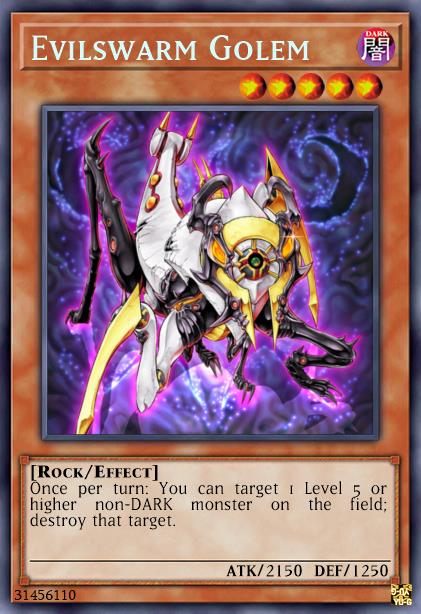 Evilswarm Golem
DARK
闇
[Rock/Effect]
Once per turn: You can target 1 Level 5 or
higher non-DARK monster on the field;
destroy that target.
ATK/2150 DEF/1250
31456110